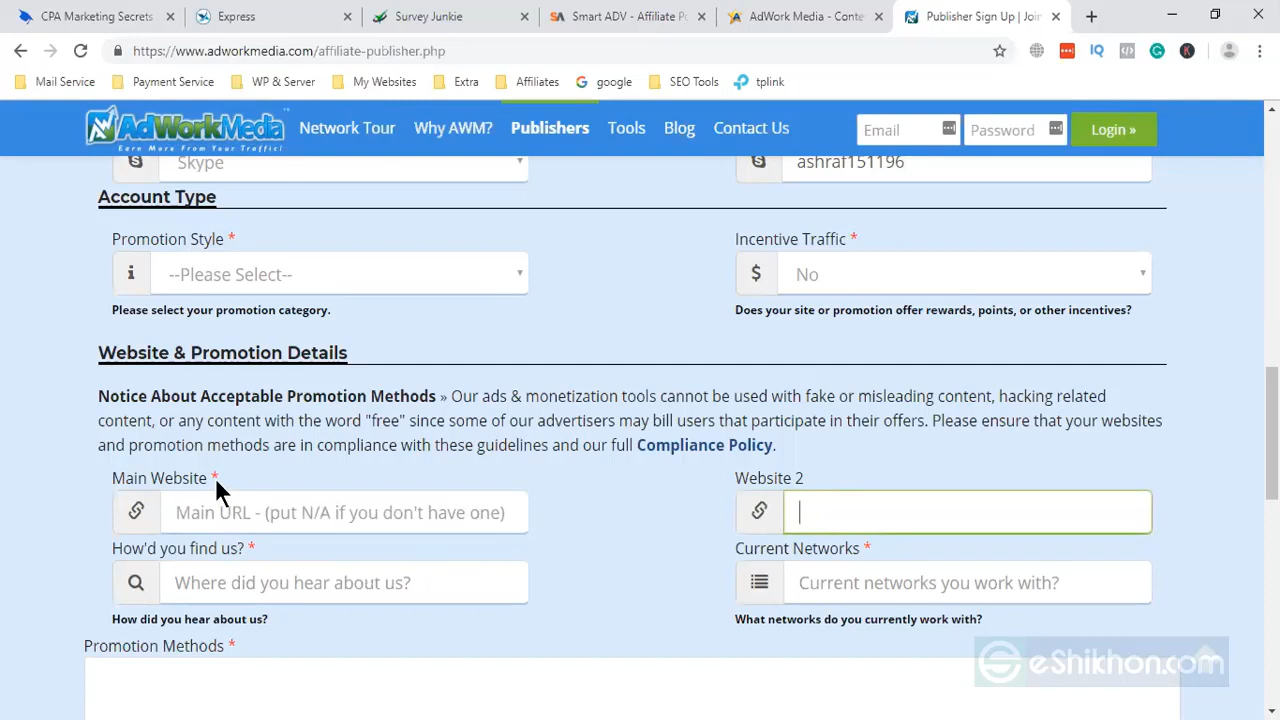 CPA Marketing Secrets
Express
Survey Junkie
SA Smart ADV - Affiliate P
AdWork Media - Conte
Publisher Sign Up | Join
https://www.adworkmedia.com/affiliate-publisher.php
IQ
K
Mail Service
Payment Service
WP & Server
My Websites
Extra
Affiliates
google
SEO Tools
tplink
AdWorkMedia
Earn More From Your Traffic!
Network Tour
Why AWM?
Publishers
Tools
Blog
Contact Us
Email
Password
Login »
Skype
ashraf151196
Account Type
Promotion Style *
Incentive Traffic *
--Please Select--
No
Please select your promotion category.
Does your site or promotion offer rewards, points, or other incentives?
Website & Promotion Details
Notice About Acceptable Promotion Methods » Our ads & monetization tools cannot be used with fake or misleading content, hacking related
content, or any content with the word "free" since some of our advertisers may bill users that participate in their offers. Please ensure that your websites
and promotion methods are in compliance with these guidelines and our full Compliance Policy.
Main Website *
Website 2
Main URL - (put N/A if you don't have one)
How'd you find us? *
Current Networks *
Where did you hear about us?
Current networks you work with?
How did you hear about us?
What networks do you currently work with?
Promotion Methods *
eShikhon.com